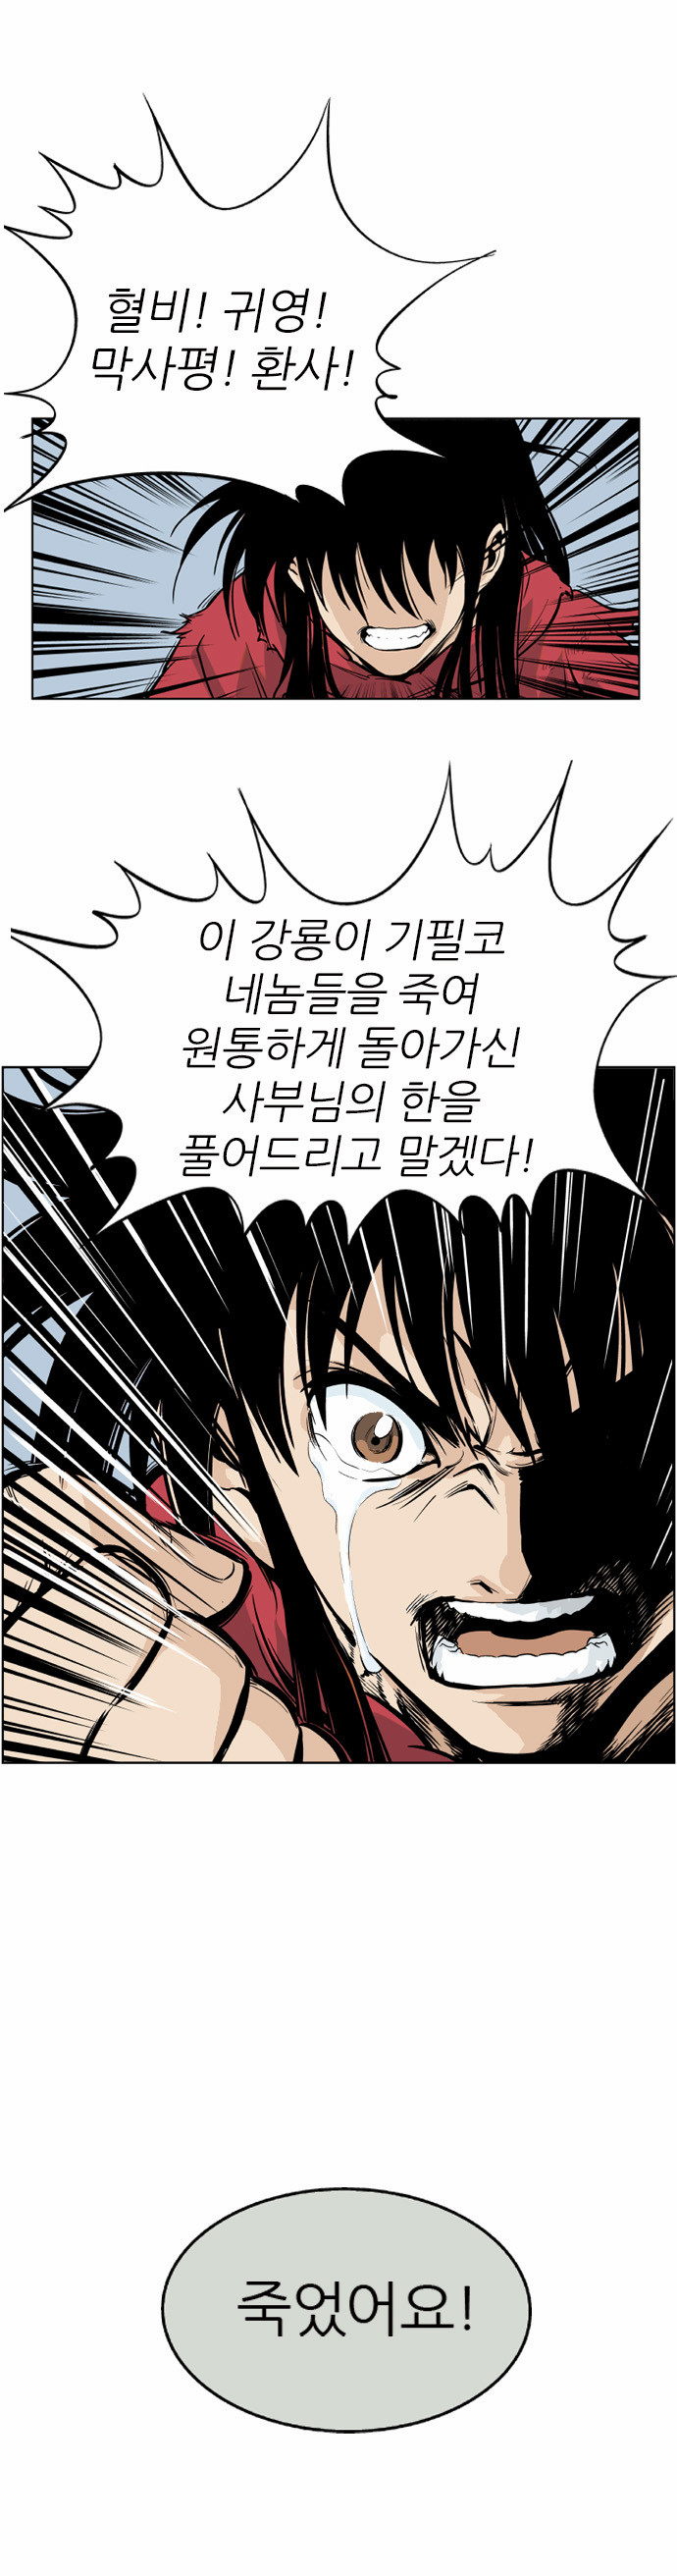 혈비! 귀영!
막사평! 환사!
이 강룡이 기필코
네놈들을 죽여
원통하게 돌아가신
사부님의 한을
풀어드리고 말겠다!
죽었어요!